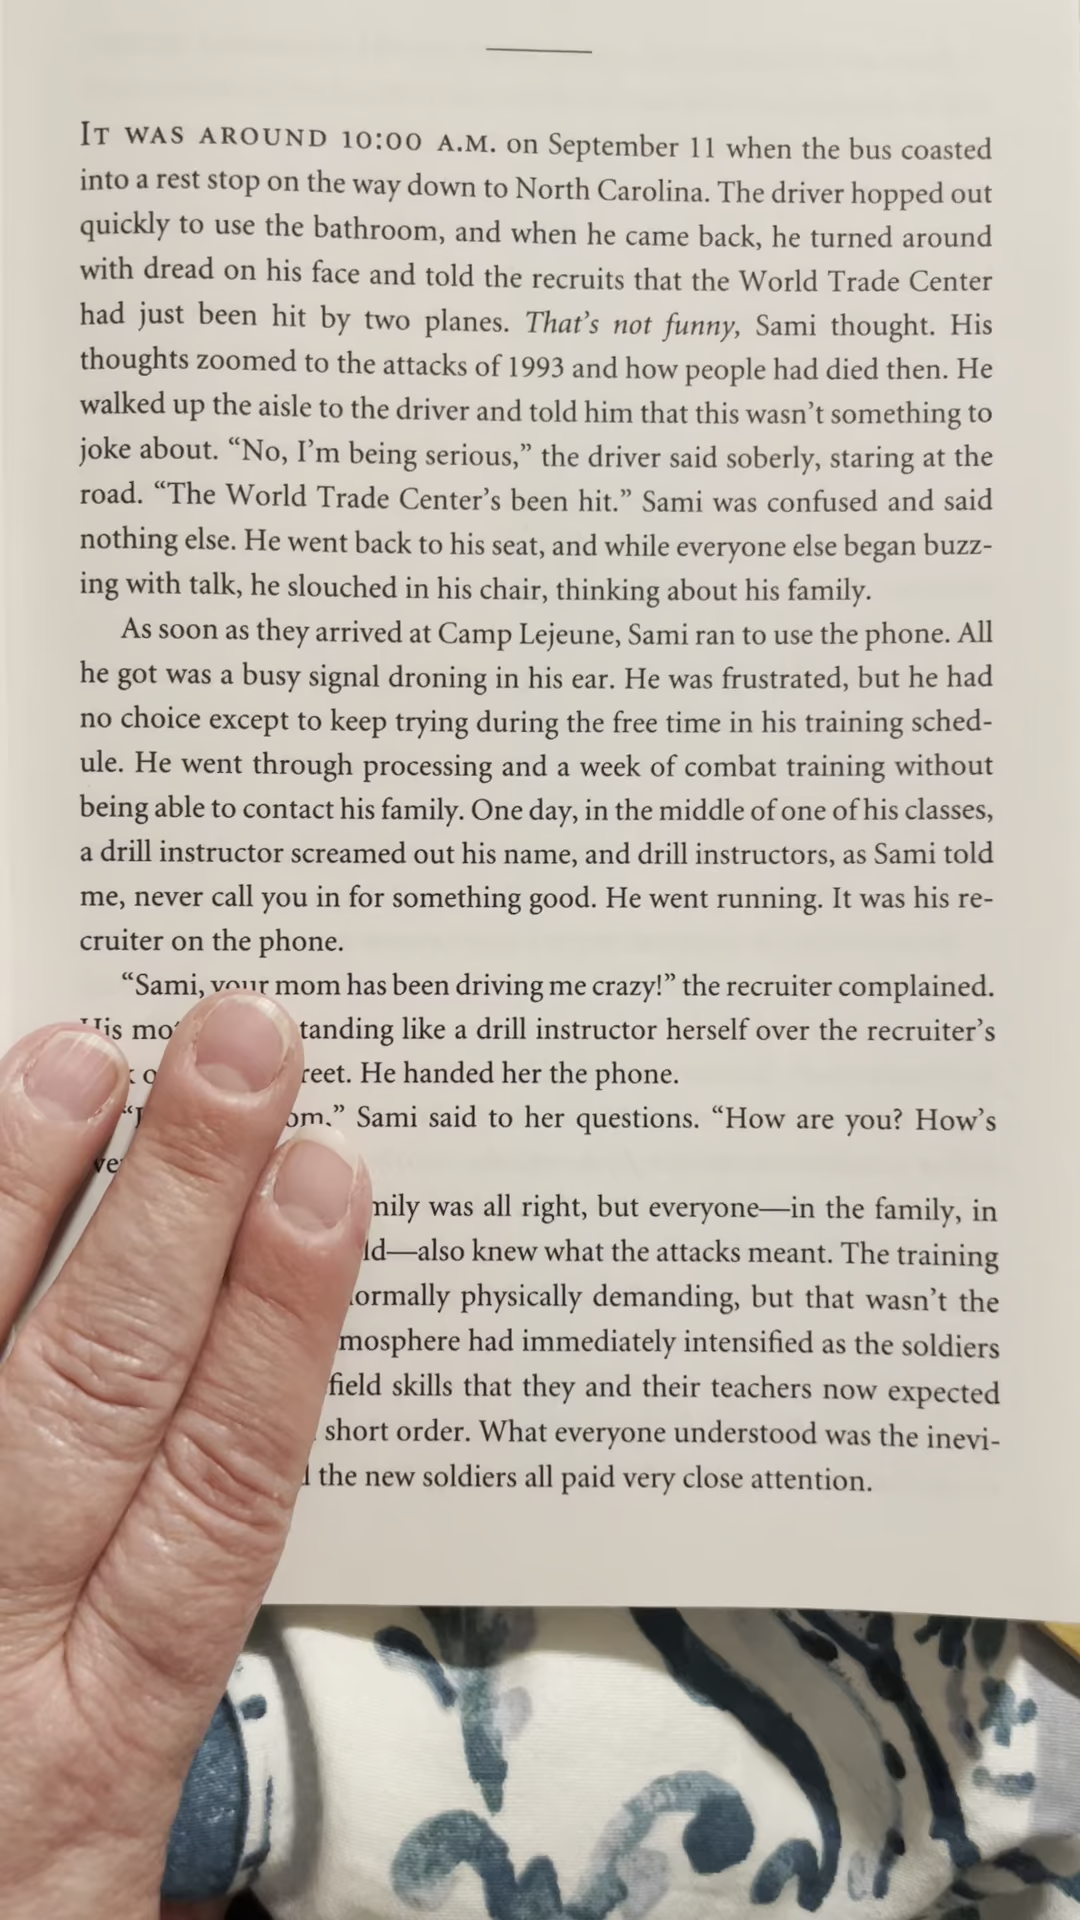 IT WAS AROUND 10:00 A.M. on September 11 when the bus coasted
into a rest stop on the way down to North Carolina. The driver hopped out
quickly to use the bathroom, and when he came back, he turned around
with dread on his face and told the recruits that the World Trade Center
had just been hit by two planes. That's not funny, Sami thought. His
thoughts zoomed to the attacks of 1993 and how people had died then. He
walked up the aisle to the driver and told him that this wasn't something to
joke about. “No, I'm being serious,” the driver said soberly, staring at the
road. “The World Trade Center's been hit.” Sami was confused and said
nothing else. He went back to his seat, and while everyone else began buzz-
ing with talk, he slouched in his chair, thinking about his family.
As soon as they arrived at Camp Lejeune, Sami ran to use the phone. All
he got was a busy signal droning in his ear. He was frustrated, but he had
no choice except to keep trying during the free time in his training sched-
ule. He went through processing and a week of combat training without
being able to contact his family. One day, in the middle of one of his classes,
a drill instructor screamed out his name, and drill instructors, as Sami told
me, never call you in for something good. He went running. It was his re-
cruiter on the phone.
“Sami, your mom has been driving me crazy!” the recruiter complained.
His standing like a drill instructor herself over the recruiter's
He handed her the phone.
Sami said to her questions. “How are you? How's
family was all right, but everyone—in the family, in
also knew what the attacks meant. The training
normally physically demanding, but that wasn't the
atmosphere had immediately intensified as the soldiers
field skills that they and their teachers now expected
short order. What everyone understood was the inevi-
the new soldiers all paid very close attention.